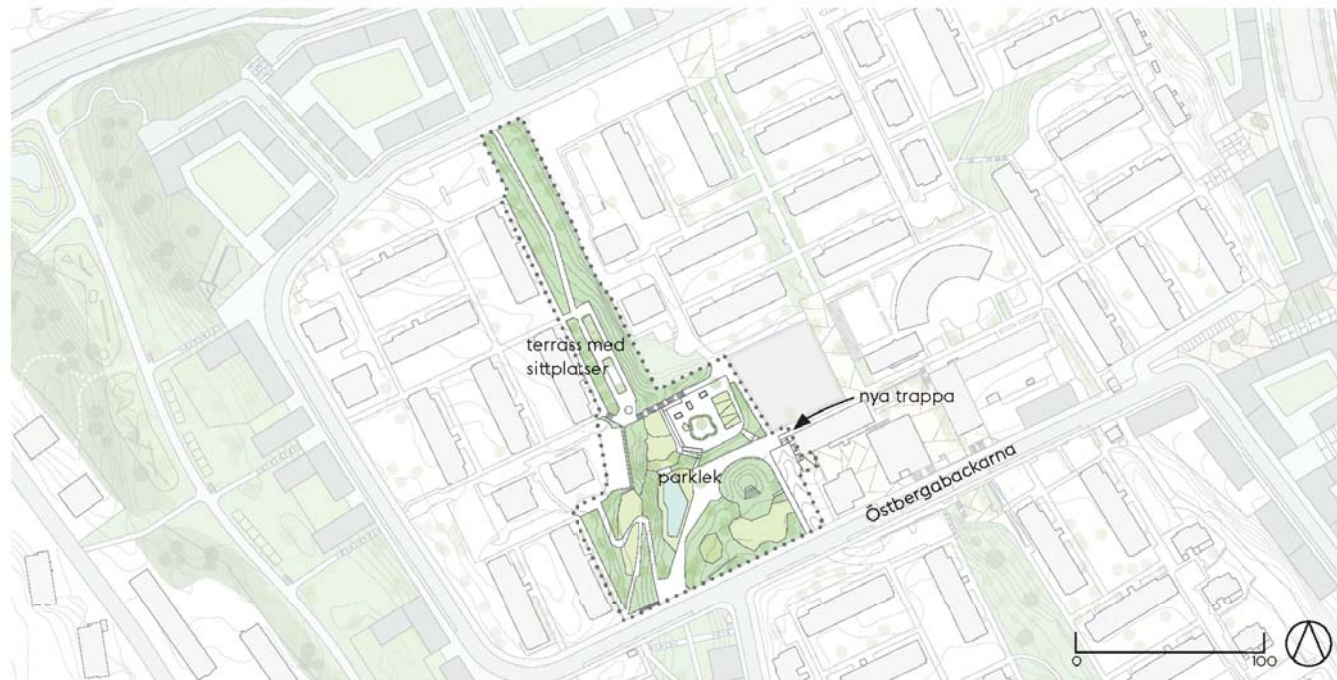 terrass med
sittplatser
nya trappa
parklek
Östbergabackarna
0 100